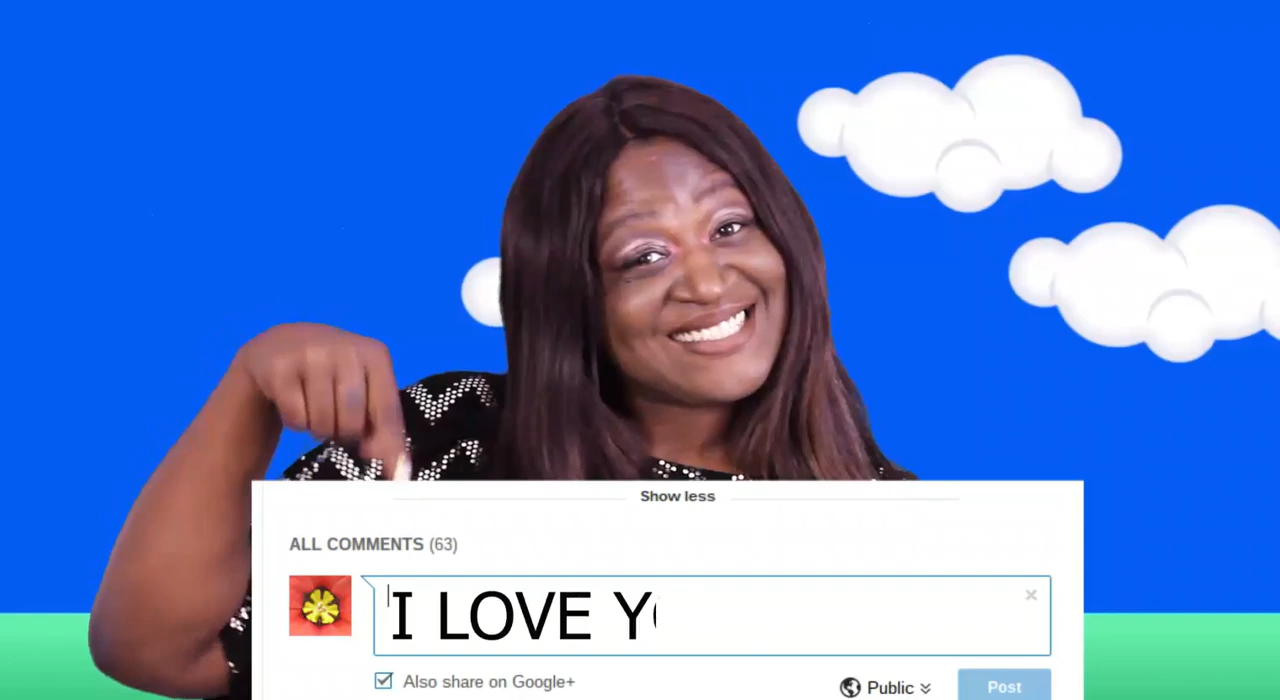 Show less
ALL COMMENTS (63)
I LOVE Y
Also share on Google+
Public
Post